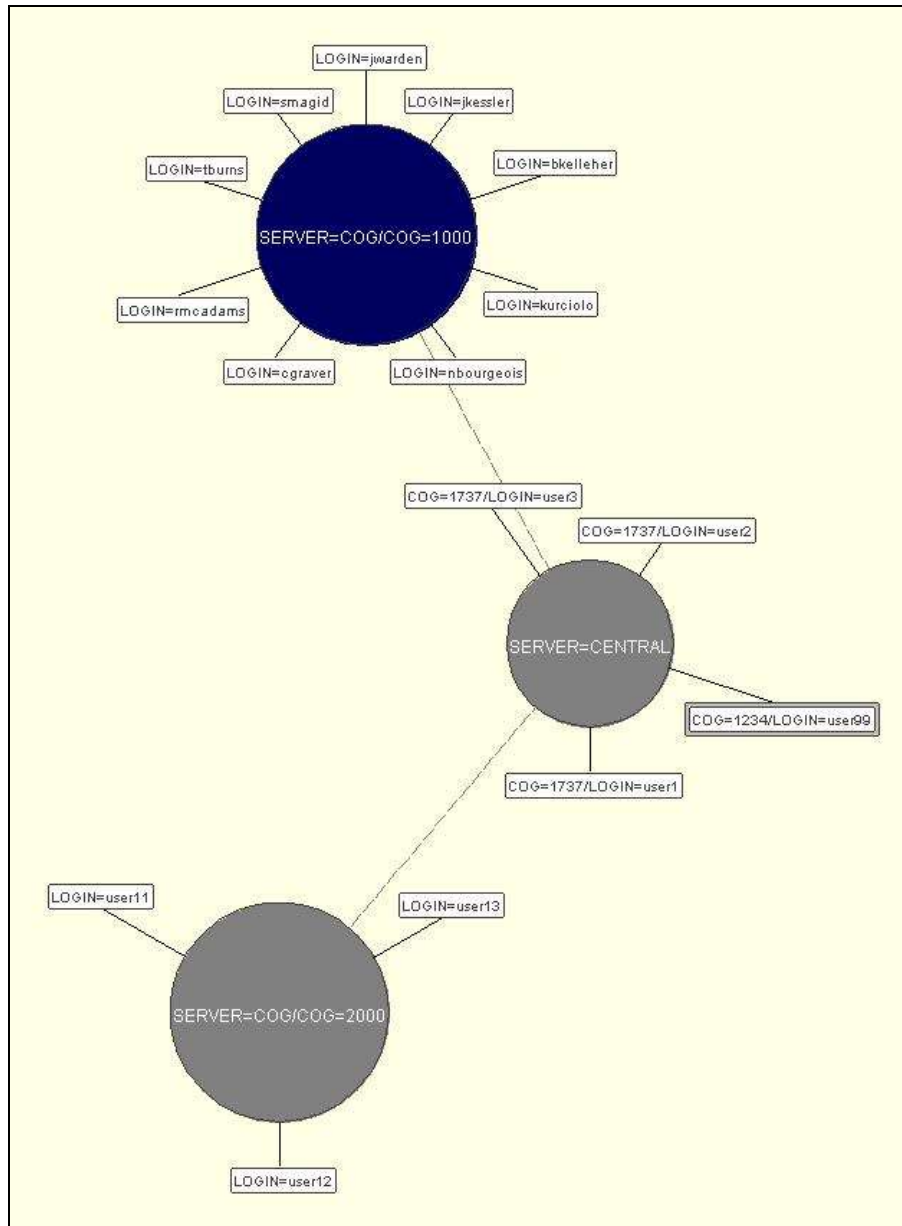 LOGIN=jwarden
LOGIN=smagid
LOGIN=jkessler
LOGIN=tburns
LOGIN=bkelleher
SERVER=COG/COG=1000
LOGIN=rmcadams
LOGIN=kurciolo
LOGIN=cgraver
LOGIN=nbourgeois
COG=1737/LOGIN=user3
COG=1737/LOGIN=user2
SERVER=CENTRAL
COG=1234/LOGIN=user99
COG=1737/LOGIN=user1
LOGIN=user11
LOGIN=user13
SERVER=COG/COG=2000
LOGIN=user12